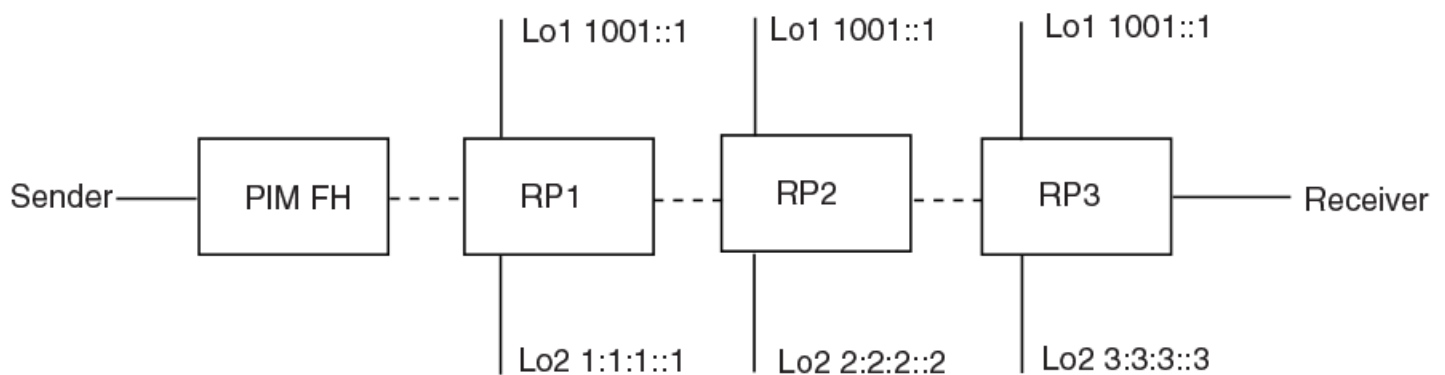 Lo1 1001::1
Lo1 1001::1
Lo1 1001::1
Sender
PIM FH
RP1
RP2
RP3
Receiver
Lo2 1:1:1::1
Lo2 2:2:2::2
Lo2 3:3:3::3